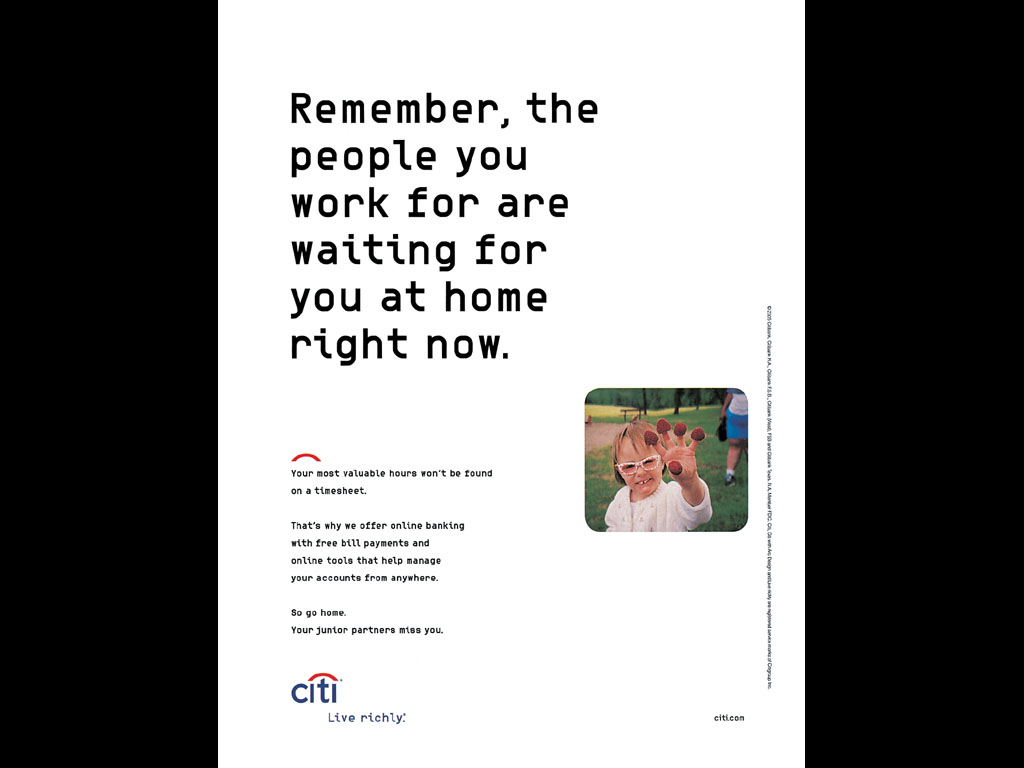 Remember, the
people you
work for are
waiting for
you at home
right now.
Your most valuable hours won't be found
on a timesheet.
That's why we offer online banking
with free bill payments and
online tools that help manage
your accounts from anywhere.
So go home.
Your junior partners miss you.
citi®
Live richly.
citi.com
©2005 Citibank, Citibank N.A., Citibank F.S.B., Citibank (West), FSB and Citibank Texas, N.A. Member FDIC. Citi, Citi with Arc Design and Live richly are registered service marks of Citigroup Inc.